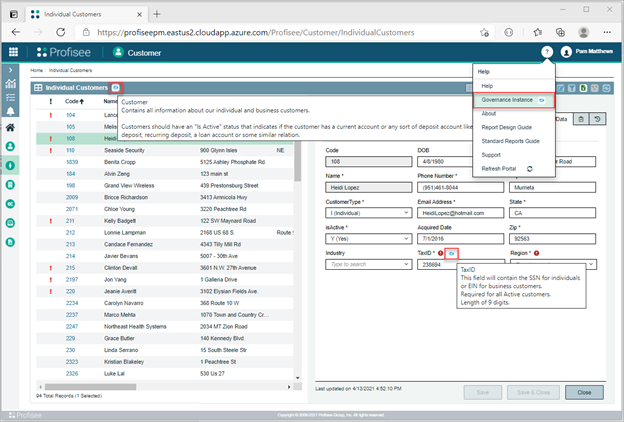 https://profiseepm.eastus2.cloudapp.azure.com/Profisee/Customer/IndividualCustomers
Profisee
Customer
?
Pam Matthews
Home › Individual Customers
Individual Customers
Help
Help
Governance Instance
About
Report Design Guide
Standard Reports Guide
Support
Refresh Portal
Data
Customer
Contains all information about our individual and business customers.
Customers should have an "Is Active" status that indicates if the customer has a current account or any sort of deposit account like
deposit, recurring deposit, a loan account or some similar relation.
! Code Name
! 104 Lance
105 Melis
! 108 Heidi
! 110 Seaside Security 900 Glynn Isles NE
1839 Benita Cropp 5125 Ashley Phosphate Rd.
124 Alvin Zeng 123 main st
198 Grand View Wireless 439 Prestonsburg Street
2009 Brice Richardson 3413 Amnicola Hwy
2071 Chloe Young 3220 Peachtree Rd
! 211 Kelly Badgett 122 SW Maynard Road
212 Lonnie Lampman 2168 US 68 S. Route
213 Candace Fernandez 4343 Tilly Mill Rd
214 Javier Bevans 5007 - 30th Ave
! 215 Clinton Devall 3601 N.W. 27th Avenue
! 2197 Jon Yang 1 Galleria Drive
! 220 Jeanie Averitt 3102 Elysian Fields Ave.
2234 Carolyn Navarro 366 Route 10 W
2237 Marco Mehta 1070 Town and Country Cr...
2247 Northeast Health Systems 2034 MT Zion Road
229 Grace Butler 140 Kennedy Blvd.
230 Linda Serrano 15 South Steele Str
2323 Kristian Blakeley 1 Peachtree St
2326 Luke Lal 530 Us 27
94 Total Records (1 Selected)
Code
108
DOB
4/8/1980
Road
Name *
Heidi Lopez
Phone Number *
(951)461-8044
City *
Murrieta
CustomerType *
I (Individual)
Email Address *
HeidiLopez@hotmail.com
State *
CA
isActive *
Y (Yes)
Acquired Date
7/1/2016
Zip *
92563
Industry
Type to search
TaxID *
238694
Region *
TaxID
This field will contain the SSN for individuals
or EIN for business customers.
Required for all Active customers.
Length of 9 digits.
Last updated on 4/13/2021 4:52:10 PM
Save
Save & Close
Close
Profisee
Copyright © 2008-2021 Profisee Group, Inc. All rights reserved.